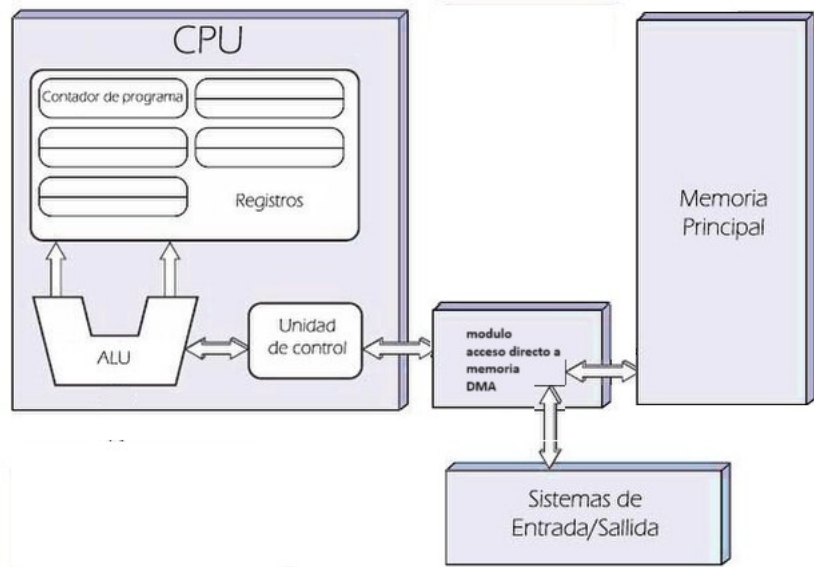 CPU
Contador de programa
Registros
ALU
Unidad
de control
modulo
acceso directo a
memoria
DMA
Memoria
Principal
Sistemas de
Entrada/Sallida